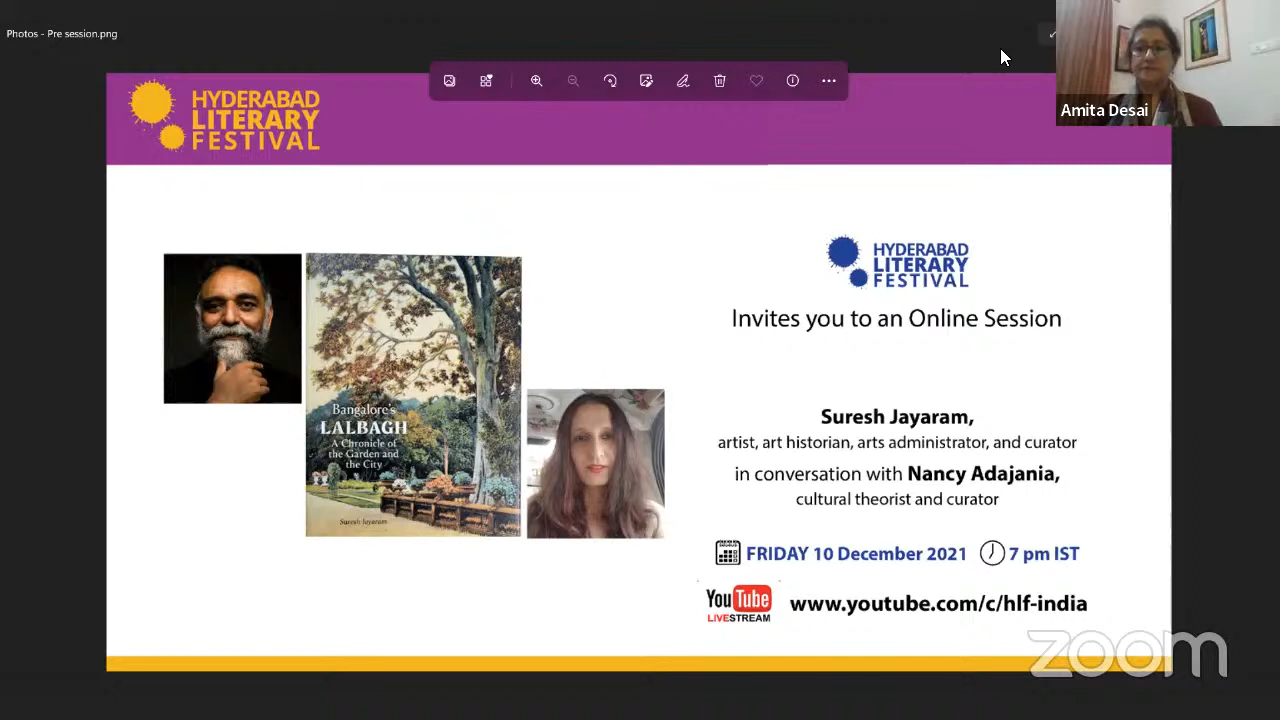 Photos - Pre session.png
Amita Desai
HYDERABAD
LITERARY
FESTIVAL
HYDERABAD
LITERARY
FESTIVAL
Invites you to an Online Session
Bangalore's
LALBAGH
A Chronicle of
the Garden and
the City
Suresh Jayaram
Suresh Jayaram,
artist, art historian, arts administrator, and curator
in conversation with Nancy Adajania,
cultural theorist and curator
FRIDAY 10 December 2021 7 pm IST
YouTube
LIVESTREAM
www.youtube.com/c/hlf-india
zoom